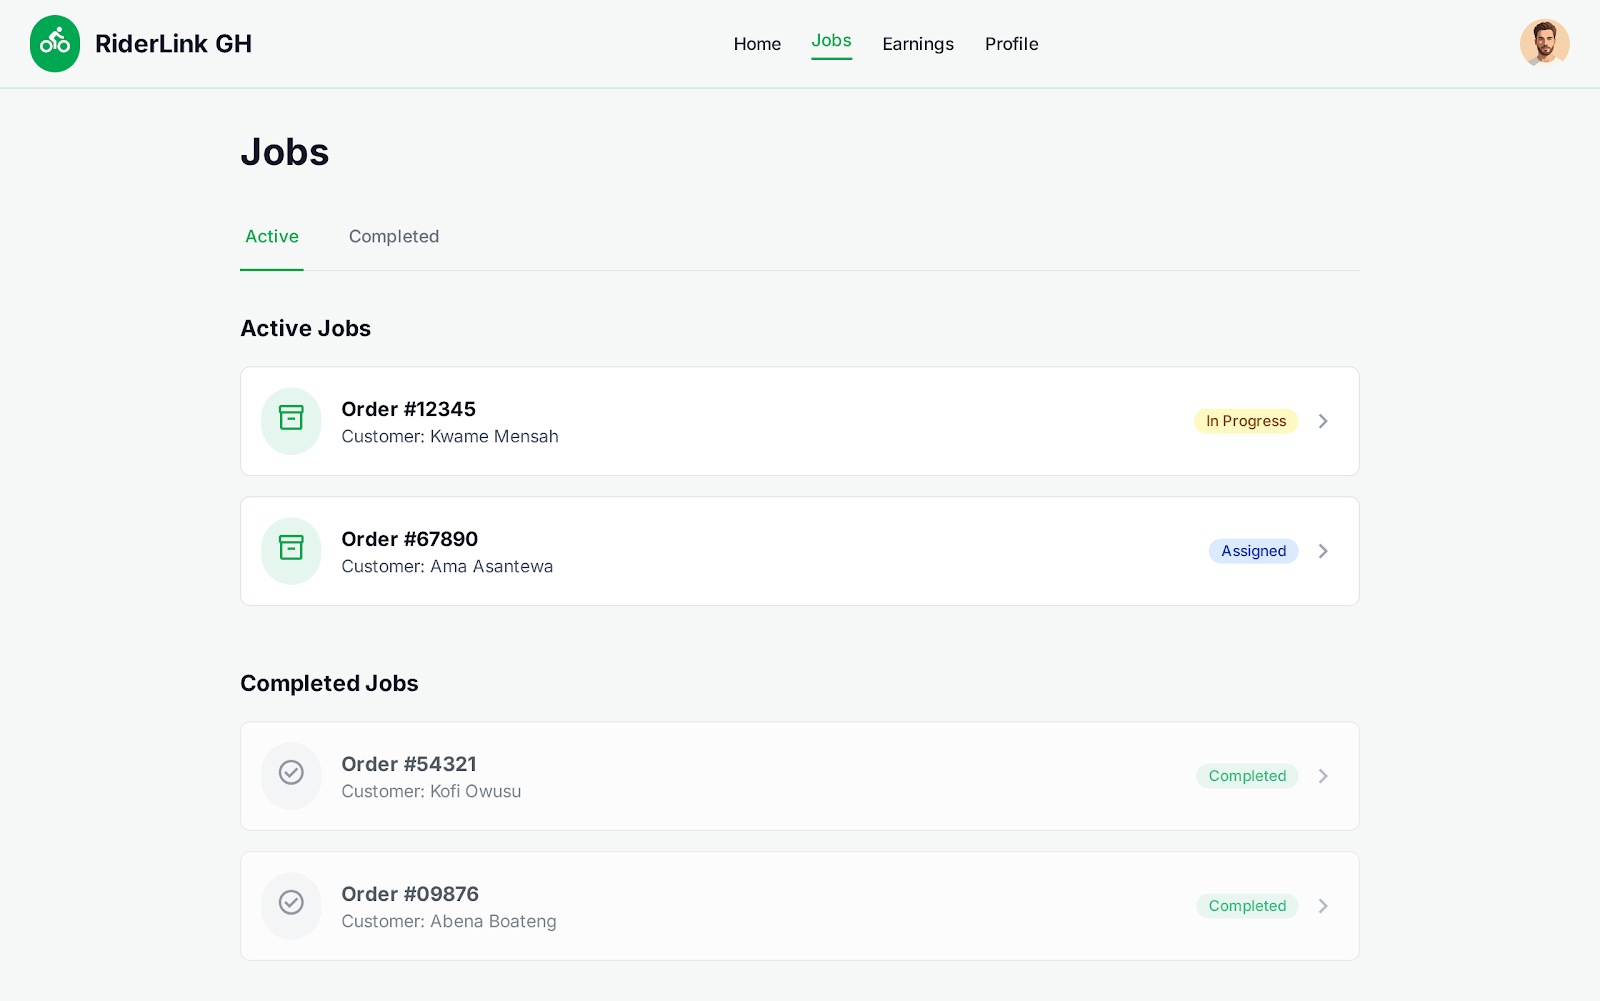 RiderLink GH
Home
Jobs
Earnings
Profile
Jobs
Active
Completed
Active Jobs
Order #12345
Customer: Kwame Mensah
In Progress
Order #67890
Customer: Ama Asantewa
Assigned
Completed Jobs
Order #54321
Customer: Kofi Owusu
Completed
Order #09876
Customer: Abena Boateng
Completed